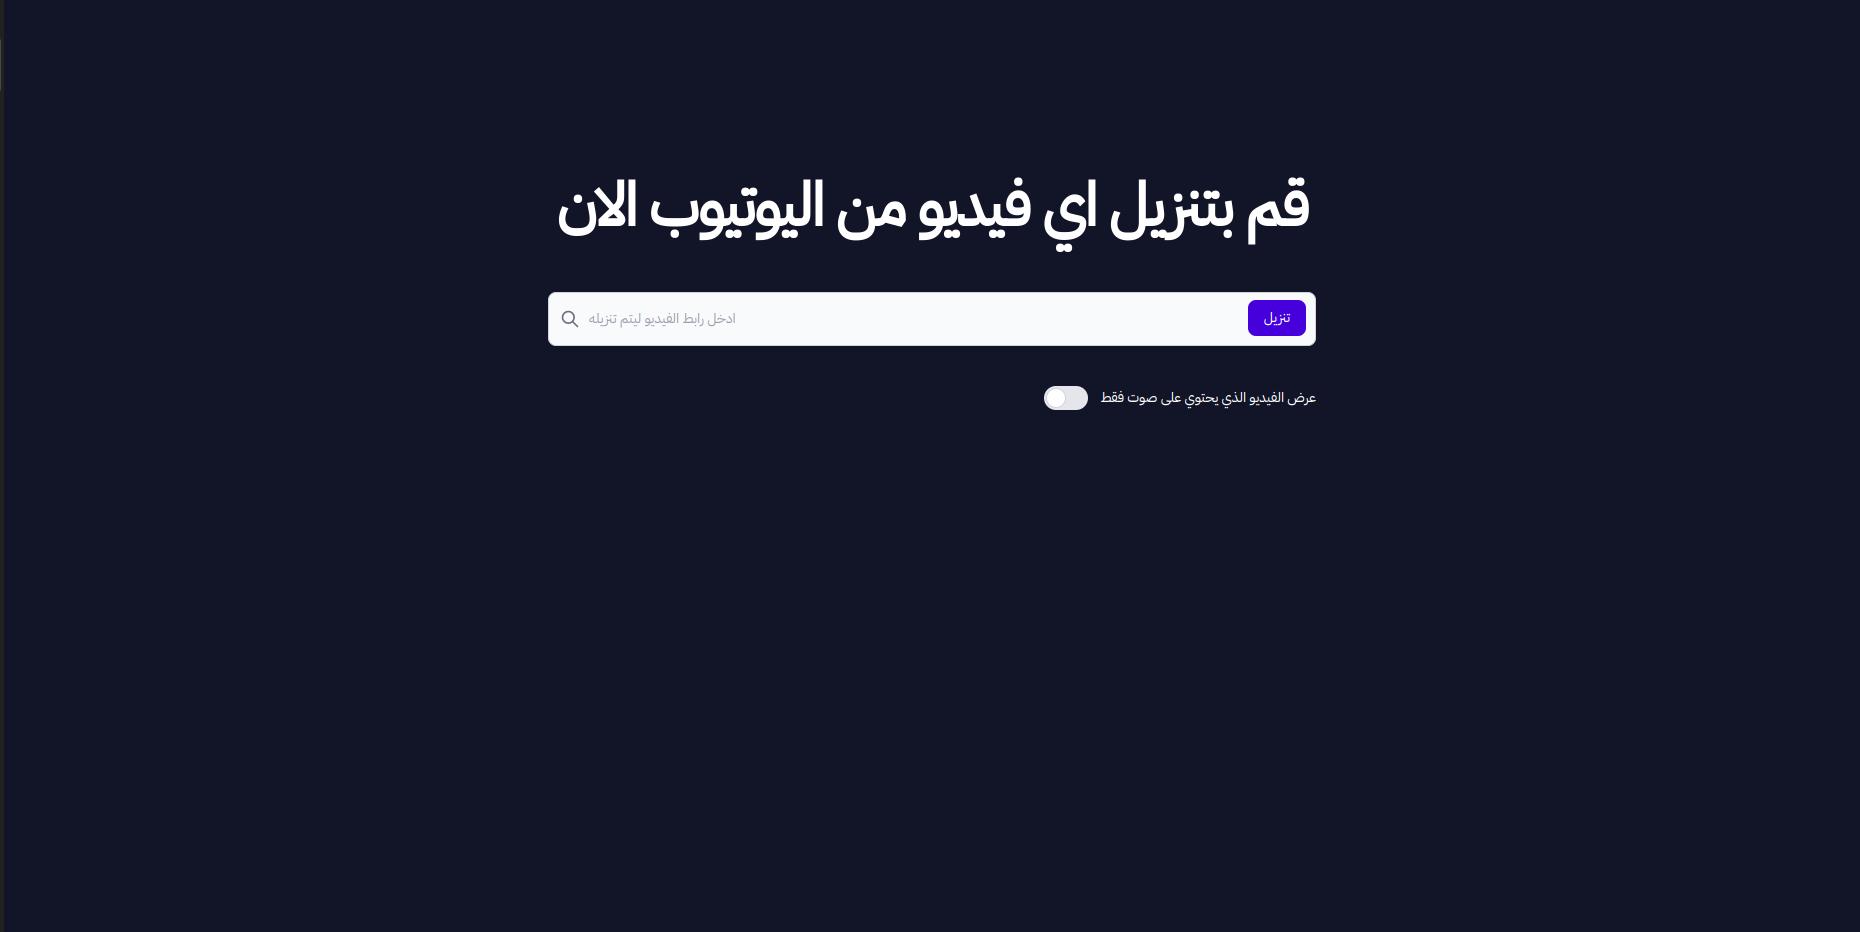 قم بتنزيل اي فيديو من اليوتيوب الان
تنزيل
ادخل رابط الفيديو ليتم تنزيله
عرض الفيديو الذي يحتوي على صوت فقط